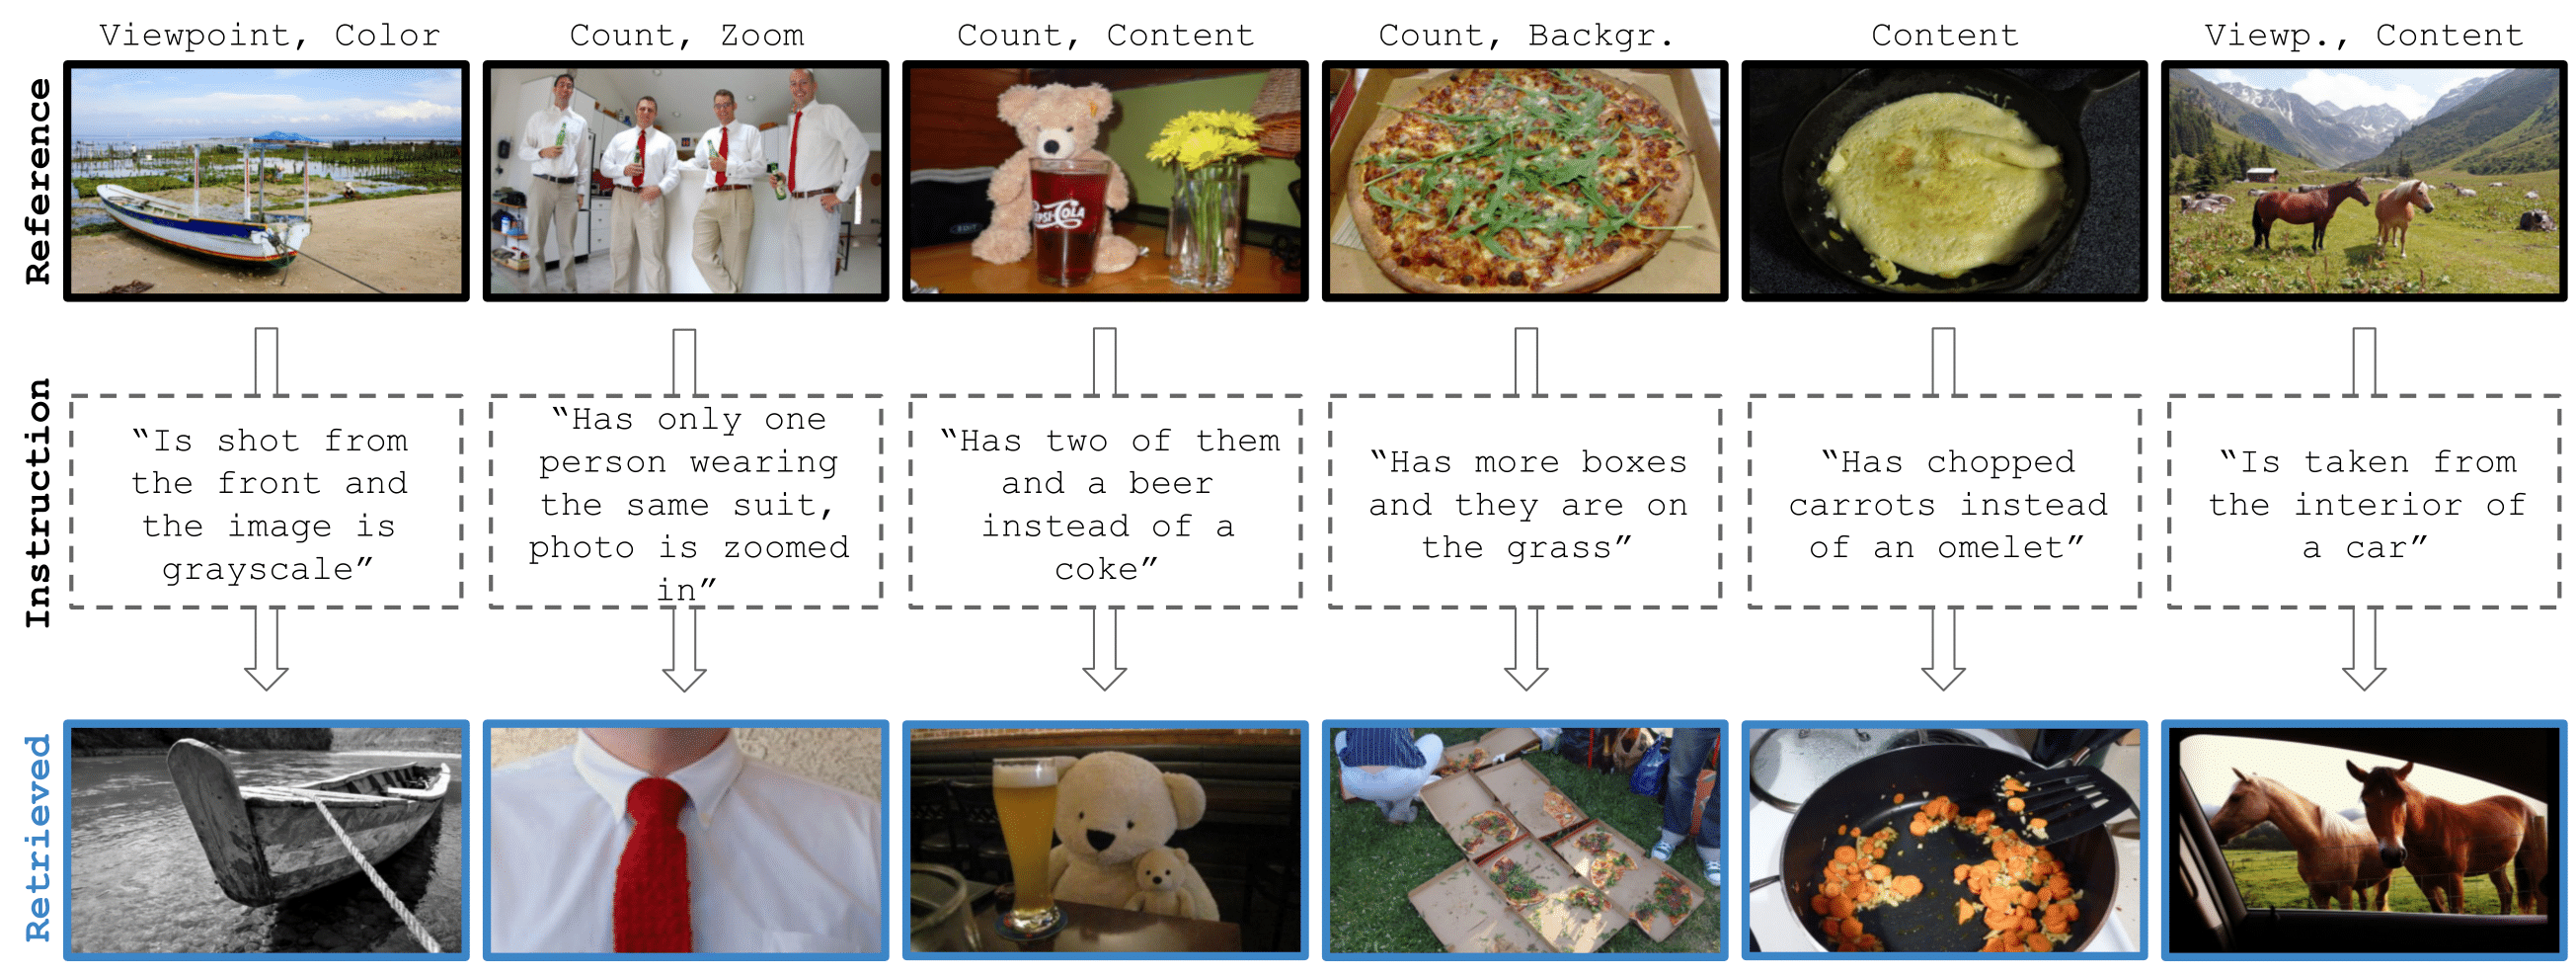 Viewpoint, Color
Count, Zoom
Count, Content
Count, Backgr.
Content
Viewp., Content
Reference
EPSI-COLA
EDIT
Instruction
“Is shot from
the front and
the image is
grayscale”
“Has only one
person wearing
the same suit,
photo is zoomed
in”
“Has two of them
and a beer
instead of a
coke”
“Has more boxes
and they are on
the grass”
“Has chopped
carrots instead
of an omelet”
“Is taken from
the interior of
a car”
Retrieved